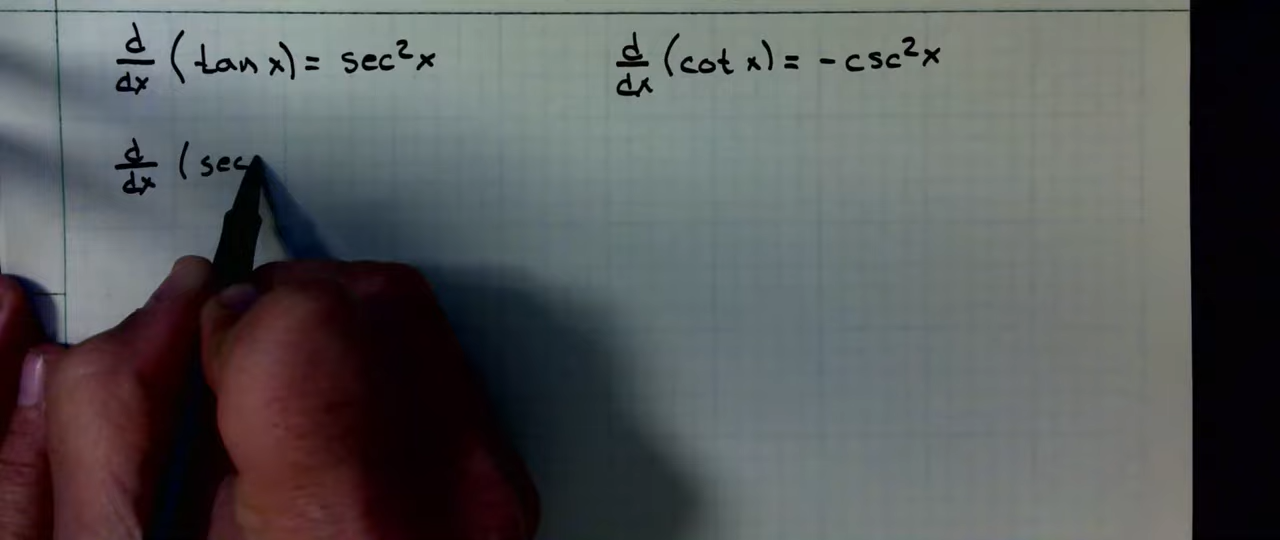 d/dx (tan x) = sec²x
d/dx (cot x) = -csc²x
d/dx (sec